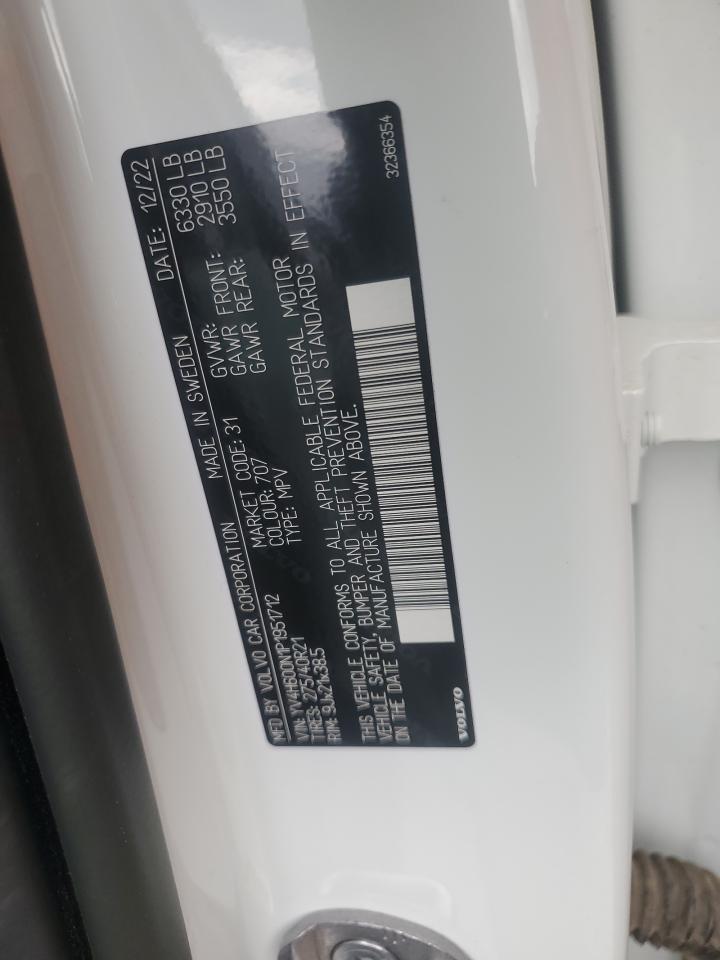 MFD BY VOLVO CAR CORPORATION MADE IN SWEDEN DATE: 12/22
VIN: YV4H600N1P1951712 MARKET CODE: 31 GVWR: 6330 LB
TIRES: 275/40R21 COLOUR: 707 GAWR FRONT: 2910 LB
RIM: 9Jx21x38.5 TYPE: MPV GAWR REAR: 3550 LB
THIS VEHICLE CONFORMS TO ALL APPLICABLE FEDERAL MOTOR
VEHICLE SAFETY, BUMPER AND THEFT PREVENTION STANDARDS IN EFFECT
ON THE DATE OF MANUFACTURE SHOWN ABOVE.
VOLVO 32366354